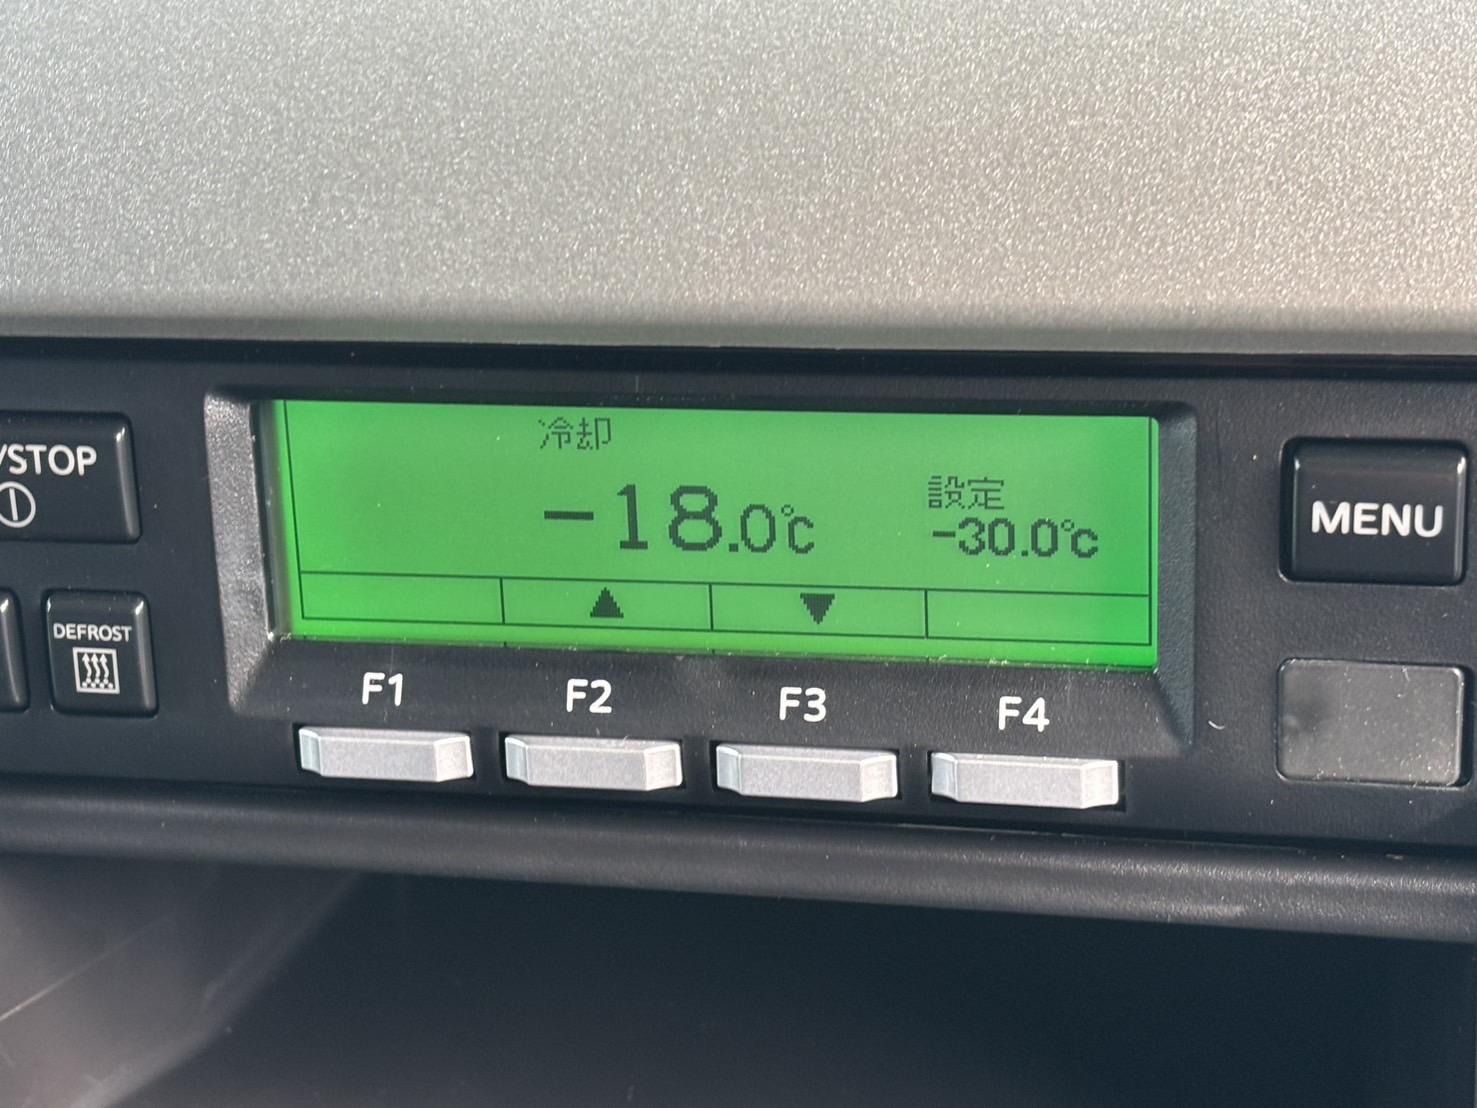 冷却
/STOP
-18.0℃
設定
-30.0℃
MENU
▲
▼
DEFROST
F1
F2
F3
F4